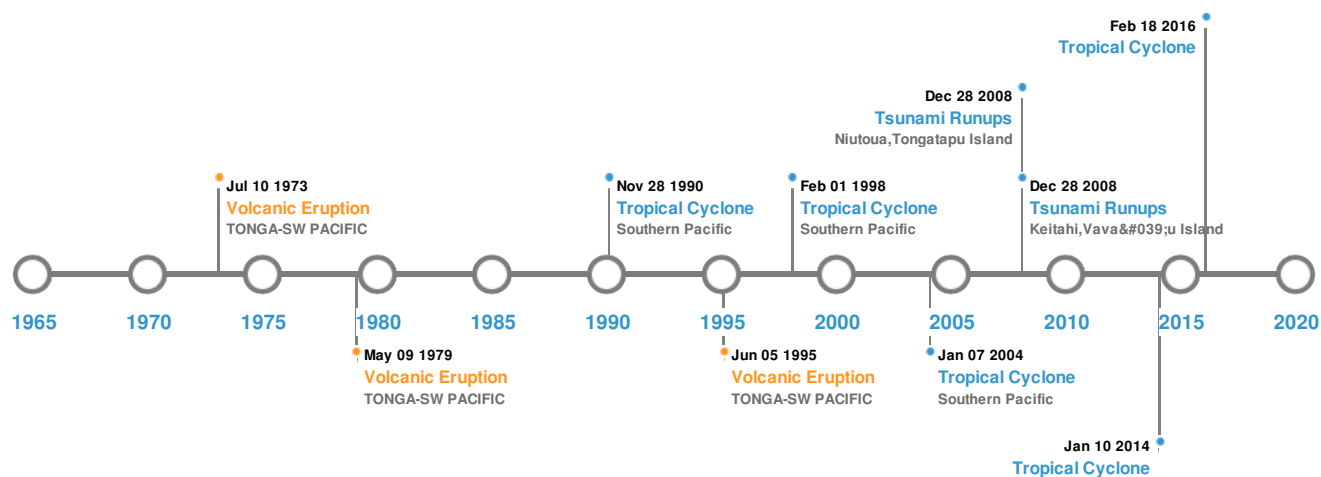 Feb 18 2016
Tropical Cyclone
Dec 28 2008
Tsunami Runups
Niutoua,Tongatapu Island
Jul 10 1973
Volcanic Eruption
TONGA-SW PACIFIC
Nov 28 1990
Tropical Cyclone
Southern Pacific
Feb 01 1998
Tropical Cyclone
Southern Pacific
Dec 28 2008
Tsunami Runups
Keitahi,Vava&#039;u Island
1965 1970 1975 1980 1985 1990 1995 2000 2005 2010 2015 2020
May 09 1979
Volcanic Eruption
TONGA-SW PACIFIC
Jun 05 1995
Volcanic Eruption
TONGA-SW PACIFIC
Jan 07 2004
Tropical Cyclone
Southern Pacific
Jan 10 2014
Tropical Cyclone